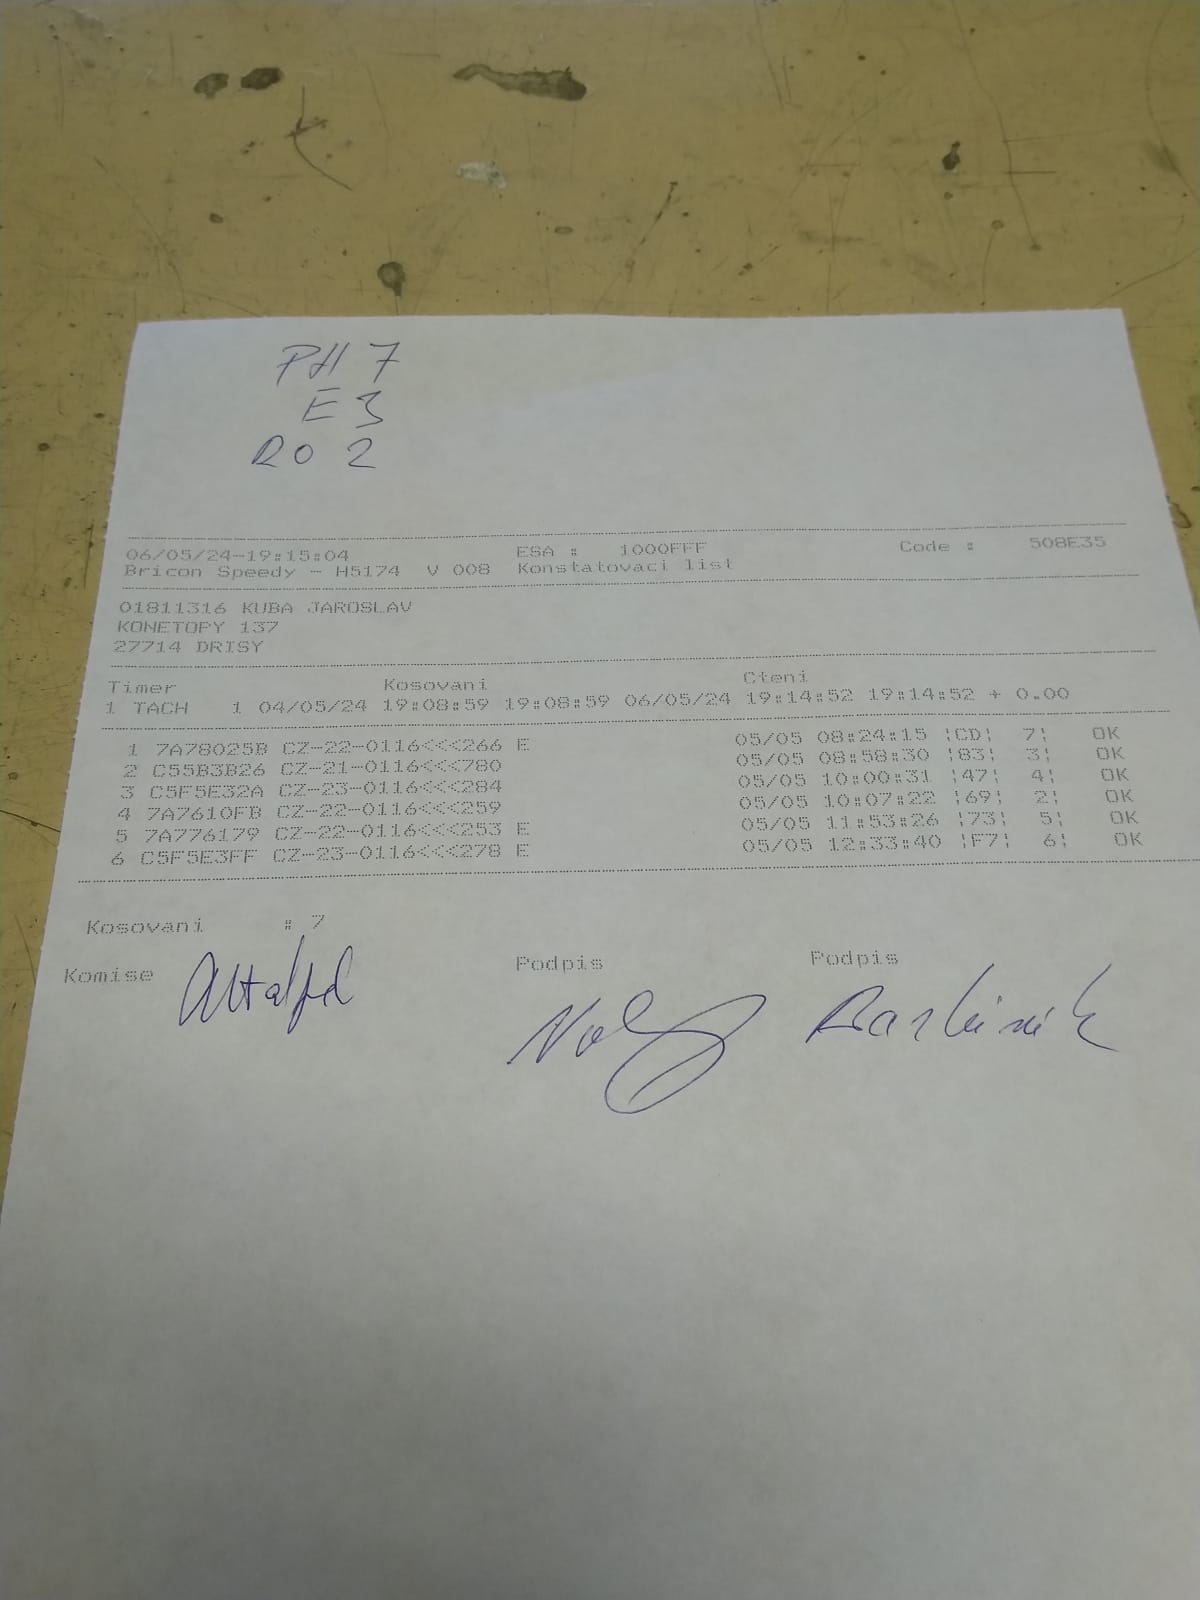 PH 7
E 3
RO 2
06/05/24-19:15:04 ESA : 1000FFF Code : 508E35
Bricon Speedy - H5174 V 008 Konstatovaci list
01811316 KUBA JAROSLAV
KONETOPY 137
27714 DRISY
Timer Kosovani Cteni
1 TACH 1 04/05/24 19:08:59 19:08:59 06/05/24 19:14:52 19:14:52 + 0.00
1 7A78025B CZ-22-0116<<<266 E 05/05 08:24:15 ¦CD¦ 7¦ OK
2 C55B3B26 CZ-21-0116<<<780 05/05 08:58:30 ¦83¦ 3¦ OK
3 C5F5E32A CZ-23-0116<<<284 05/05 10:00:31 ¦47¦ 4¦ OK
4 7A7610FB CZ-22-0116<<<259 05/05 10:07:22 ¦69¦ 2¦ OK
5 7A776179 CZ-22-0116<<<253 E 05/05 11:53:26 ¦73¦ 5¦ OK
6 C5F5E3FF CZ-23-0116<<<278 E 05/05 12:33:40 ¦F7¦ 6¦ OK
Kosovani : 7
Komise Podpis Podpis